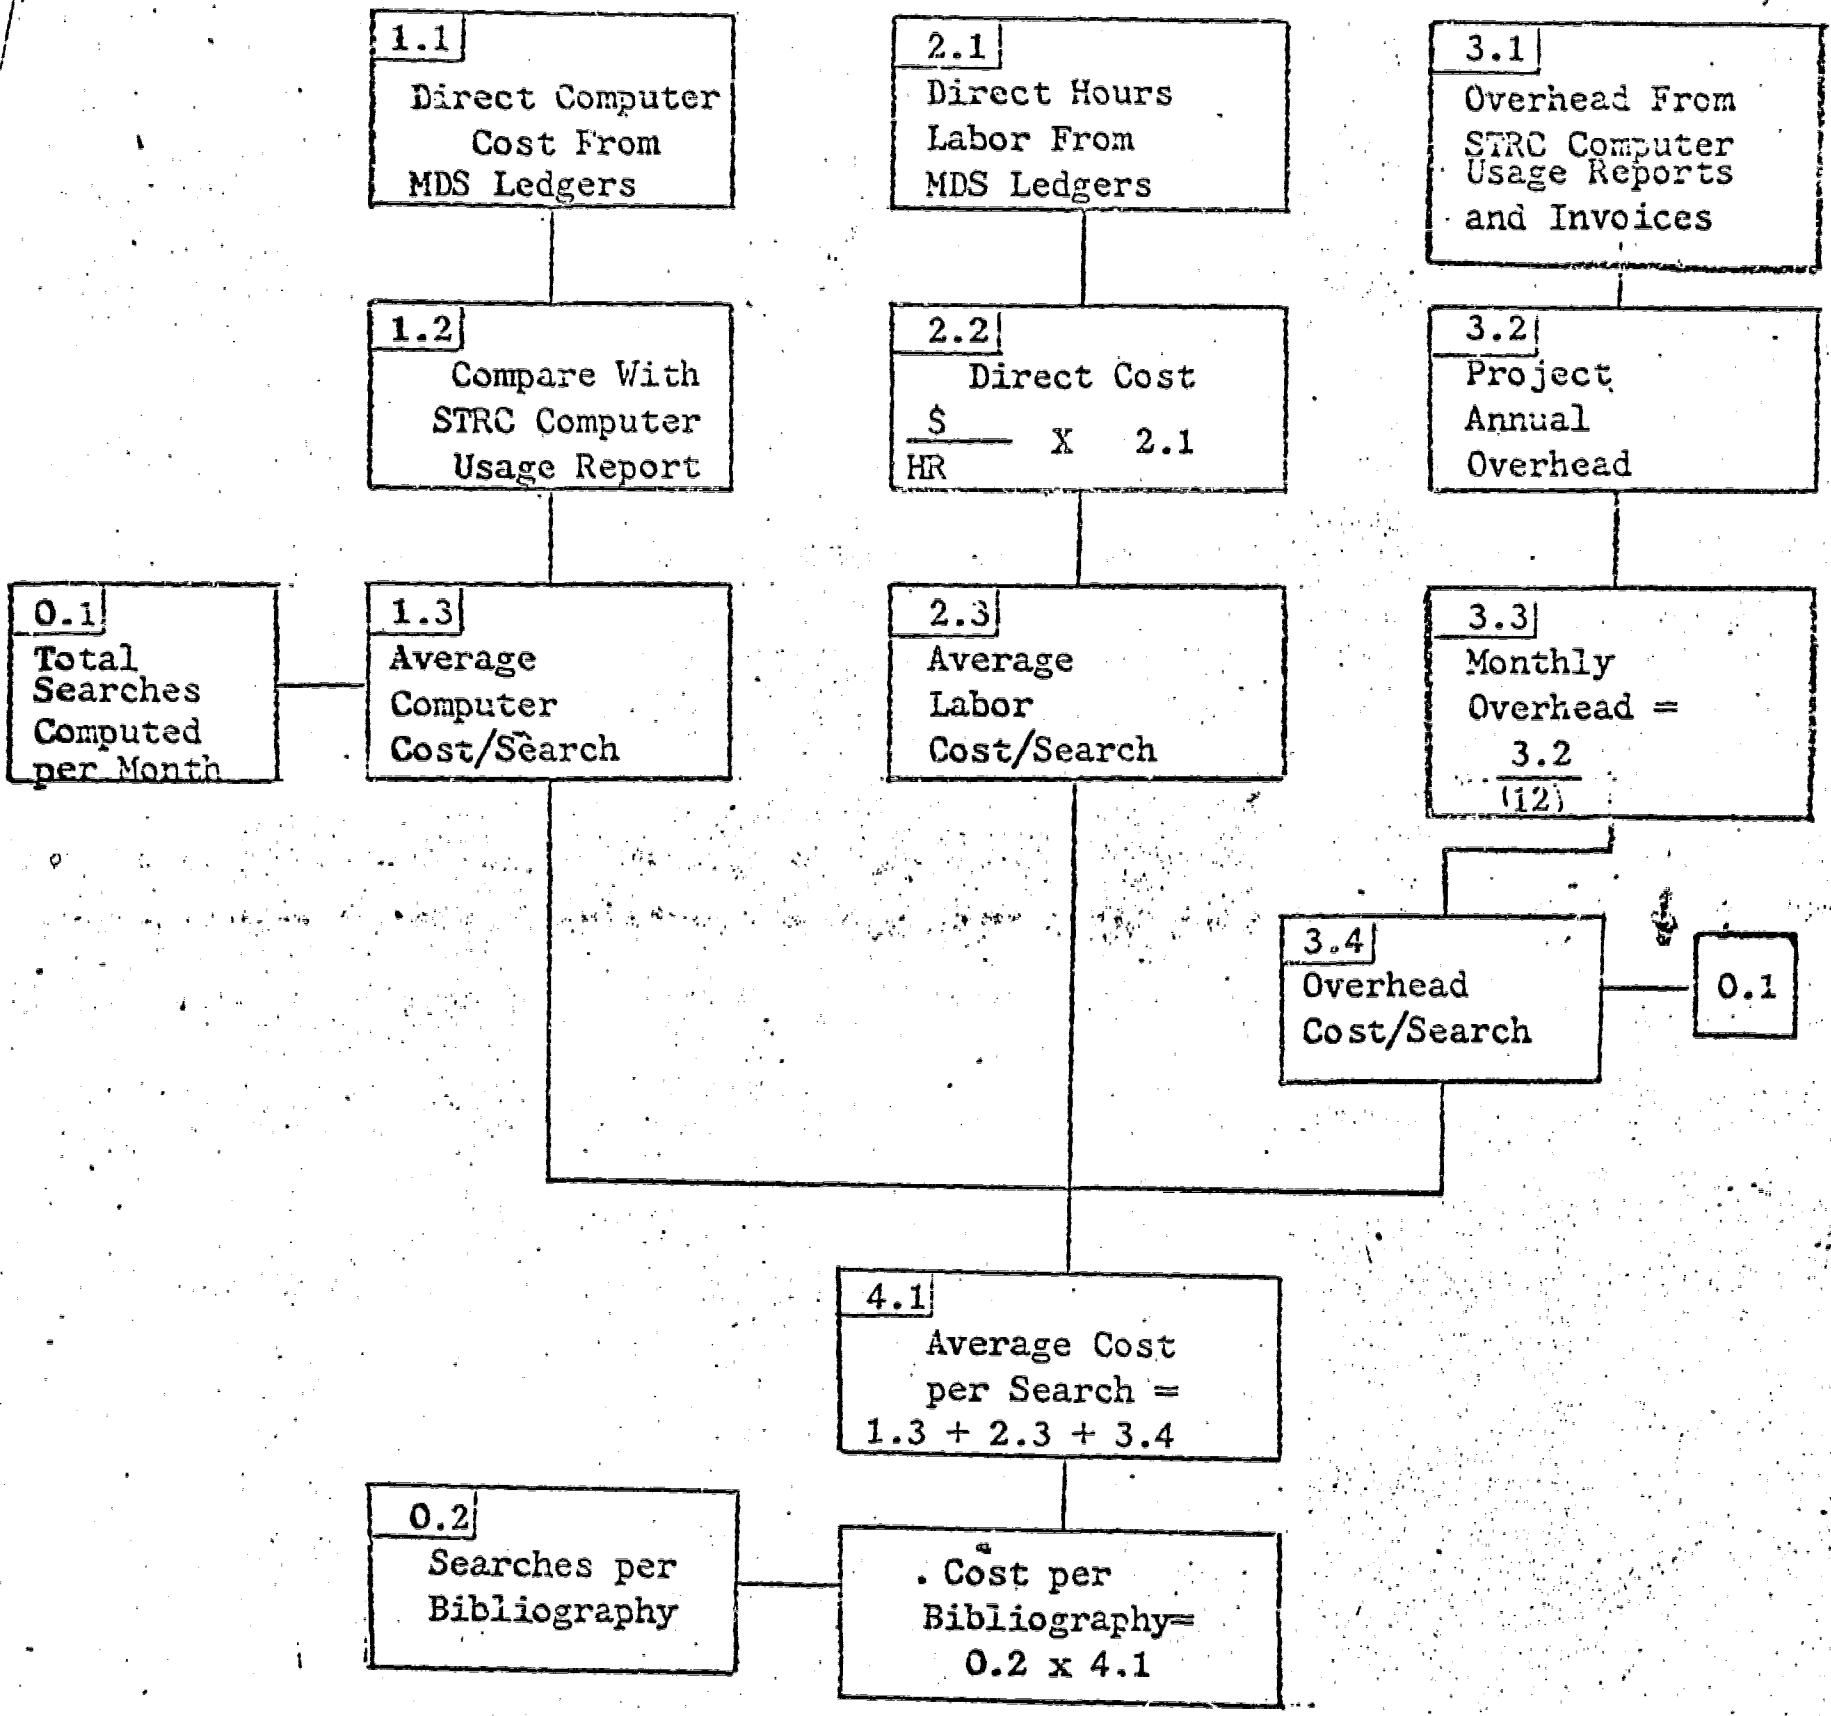 1.1
Direct Computer
Cost From
MDS Ledgers
2.1
Direct Hours
Labor From
MDS Ledgers
3.1
Overhead From
STRC Computer
Usage Reports
and Invoices
1.2
Compare With
STRC Computer
Usage Report
2.2
Direct Cost
$
HR
X 2.1
3.2
Project
Annual
Overhead
0.1
Total
Searches
Computed
per Month
1.3
Average
Computer
Cost/Search
2.3
Average
Labor
Cost/Search
3.3
Monthly
Overhead =
3.2
(12)
3.4
Overhead
Cost/Search
0.1
4.1
Average Cost
per Search =
1.3 + 2.3 + 3.4
0.2
Searches per
Bibliography
Cost per
Bibliography=
0.2 x 4.1